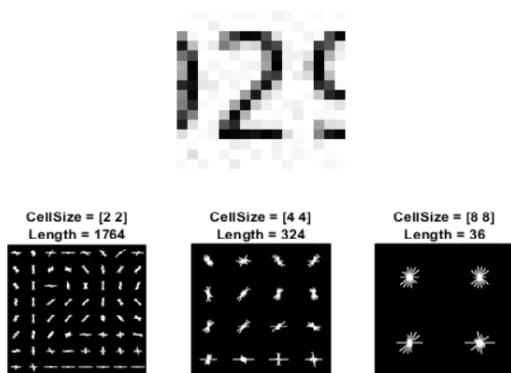 2
CellSize = [2 2]
Length = 1764
CellSize = [4 4]
Length = 324
CellSize = [8 8]
Length = 36